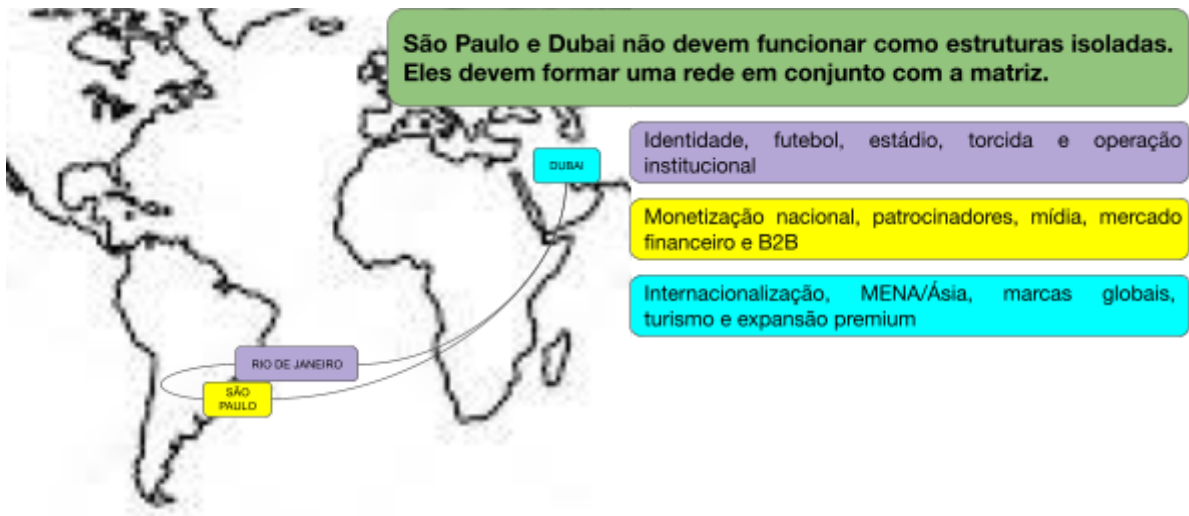 São Paulo e Dubai não devem funcionar como estruturas isoladas.
Eles devem formar uma rede em conjunto com a matriz.
Identidade, futebol, estádio, torcida e operação
institucional
DUBAI
Monetização nacional, patrocinadores, mídia, mercado
financeiro e B2B
Internacionalização, MENA/Ásia, marcas globais,
turismo e expansão premium
RIO DE JANEIRO
SÃO
PAULO